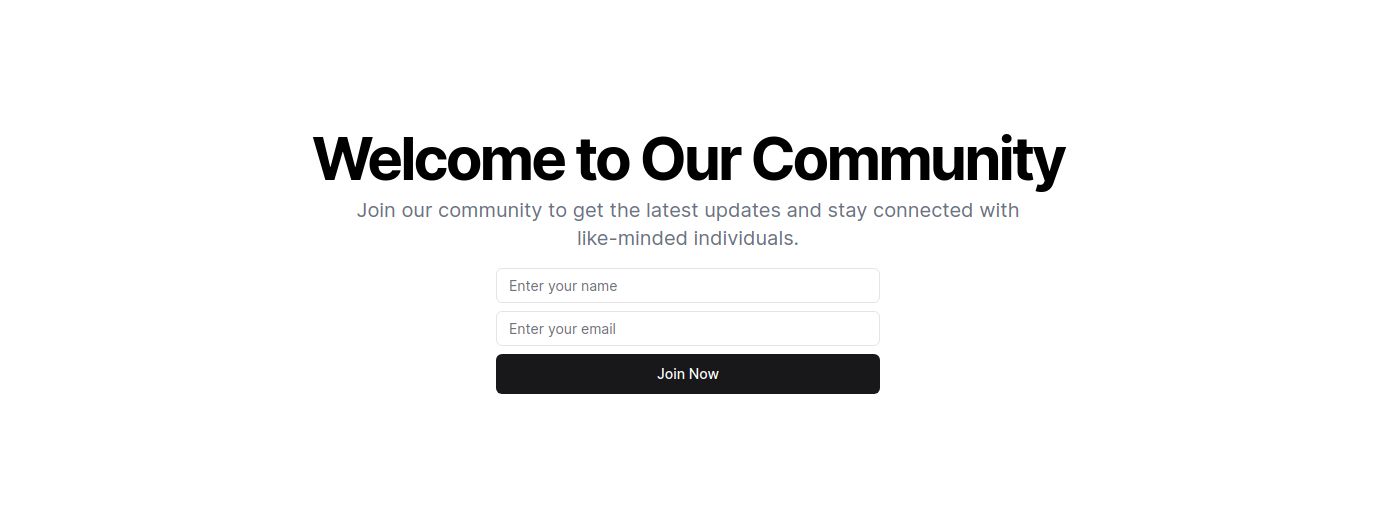 Welcome to Our Community
Join our community to get the latest updates and stay connected with
like-minded individuals.
Enter your name
Enter your email
Join Now